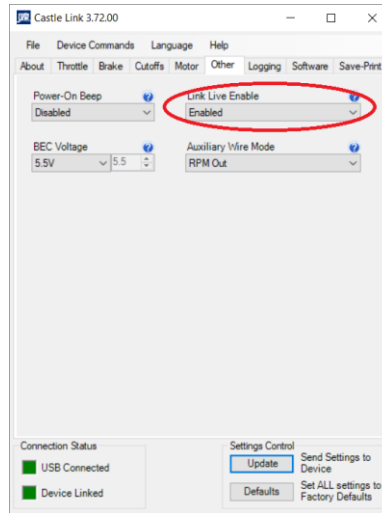 Castle Link 3.72.00
File Device Commands Language Help
About Throttle Brake Cutoffs Motor Other Logging Software Save-Print
Power-On Beep ? Link Live Enable ?
Disabled Enabled
BEC Voltage ? Auxiliary Wire Mode ?
5.5V 5.5 RPM Out
Connection Status Settings Control
USB Connected Update Send Settings to
Device
Device Linked Defaults Set ALL settings to
Factory Defaults